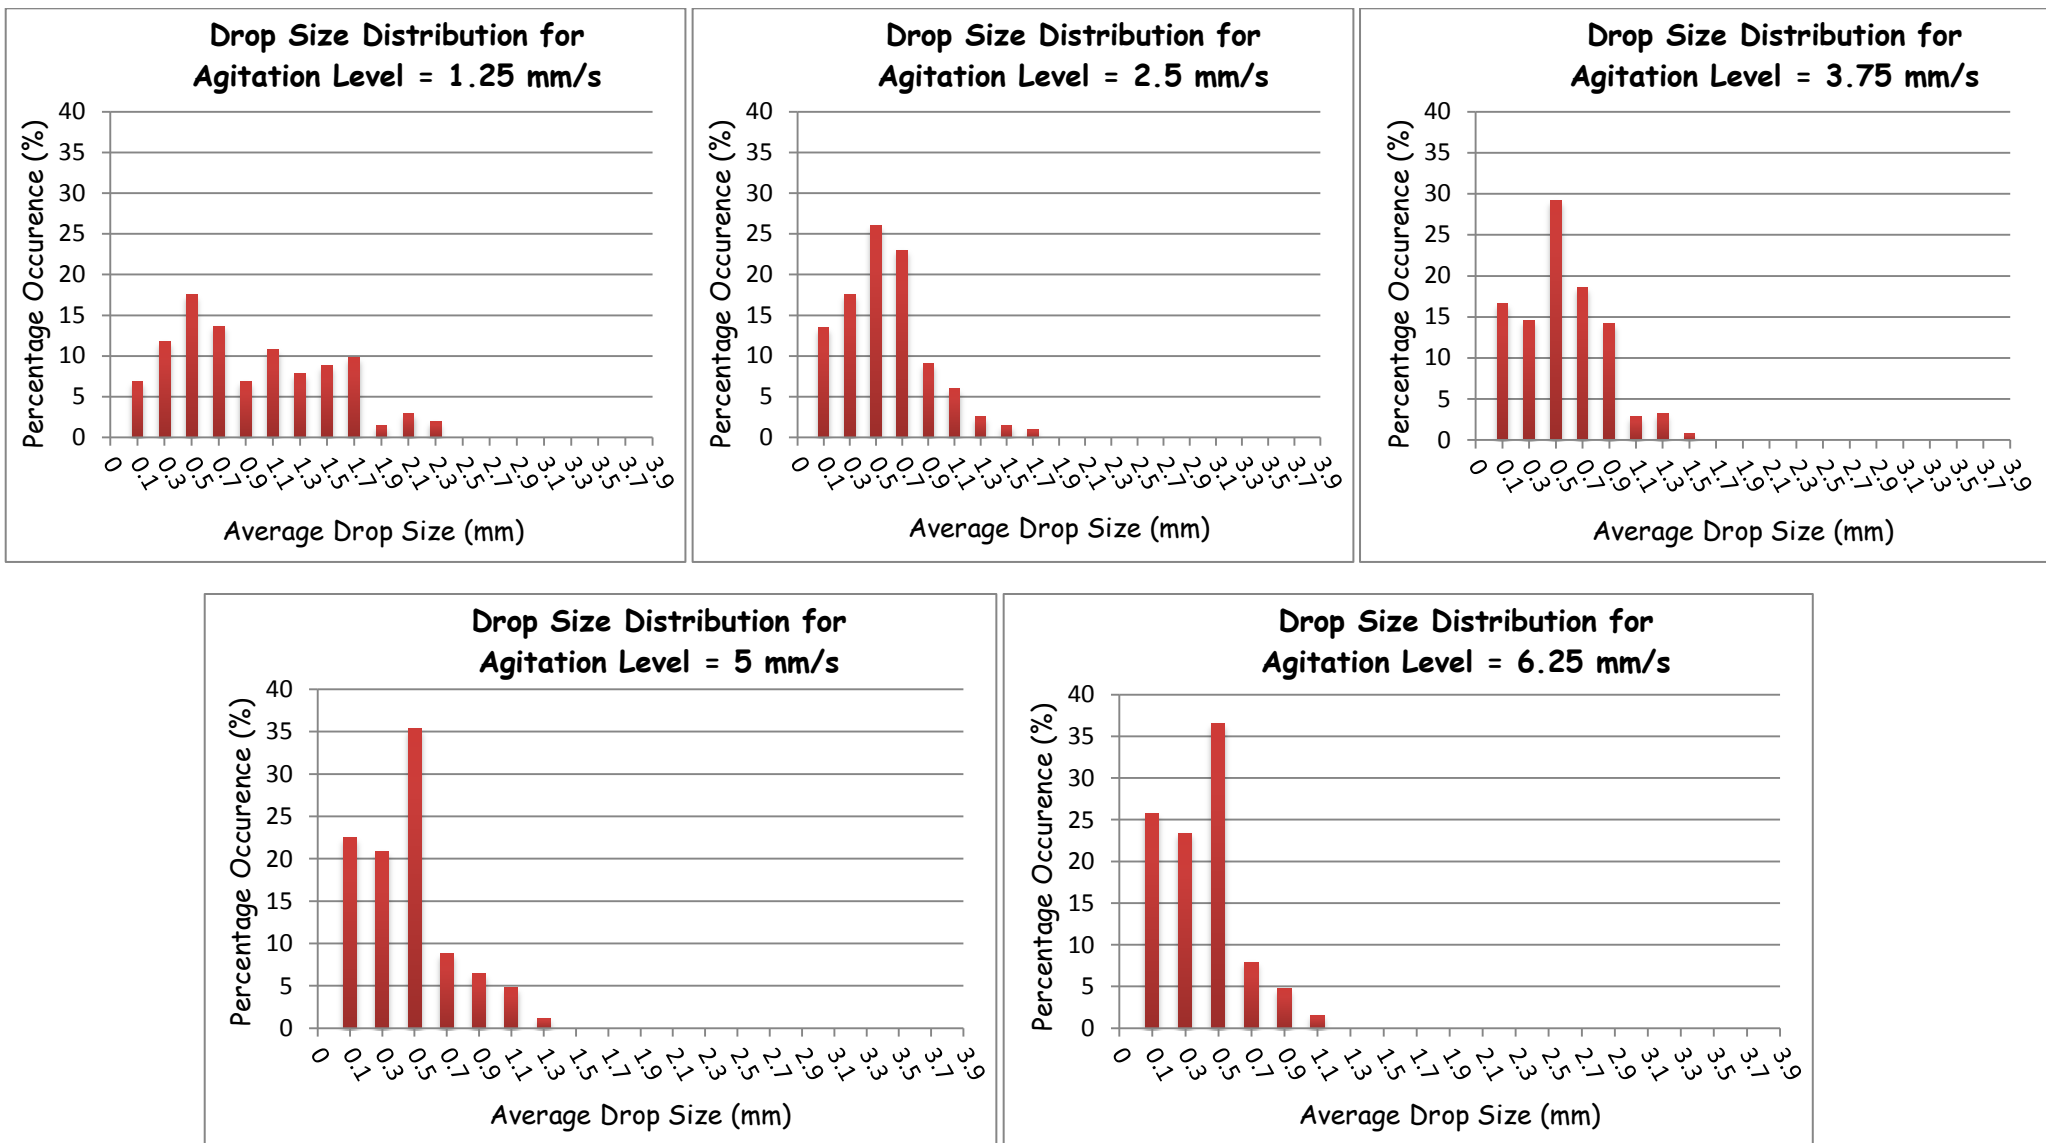 Drop Size Distribution for
Agitation Level = 1.25 mm/s
Percentage Occurence (%)
40
35
30
25
20
15
10
5
0
0 0.1 0.3 0.5 0.7 0.9 1.1 1.3 1.5 1.7 1.9 2.1 2.3 2.5 2.7 2.9 3.1 3.3 3.5 3.7 3.9
Average Drop Size (mm)
Drop Size Distribution for
Agitation Level = 2.5 mm/s
Percentage Occurence (%)
40
35
30
25
20
15
10
5
0
0 0.1 0.3 0.5 0.7 0.9 1.1 1.3 1.5 1.7 1.9 2.1 2.3 2.5 2.7 2.9 3.1 3.3 3.5 3.7 3.9
Average Drop Size (mm)
Drop Size Distribution for
Agitation Level = 3.75 mm/s
Percentage Occurence (%)
40
35
30
25
20
15
10
5
0
0 0.1 0.3 0.5 0.7 0.9 1.1 1.3 1.5 1.7 1.9 2.1 2.3 2.5 2.7 2.9 3.1 3.3 3.5 3.7 3.9
Average Drop Size (mm)
Drop Size Distribution for
Agitation Level = 5 mm/s
Percentage Occurence (%)
40
35
30
25
20
15
10
5
0
0 0.1 0.3 0.5 0.7 0.9 1.1 1.3 1.5 1.7 1.9 2.1 2.3 2.5 2.7 2.9 3.1 3.3 3.5 3.7 3.9
Average Drop Size (mm)
Drop Size Distribution for
Agitation Level = 6.25 mm/s
Percentage Occurence (%)
40
35
30
25
20
15
10
5
0
0 0.1 0.3 0.5 0.7 0.9 1.1 1.3 1.5 1.7 1.9 2.1 2.3 2.5 2.7 2.9 3.1 3.3 3.5 3.7 3.9
Average Drop Size (mm)